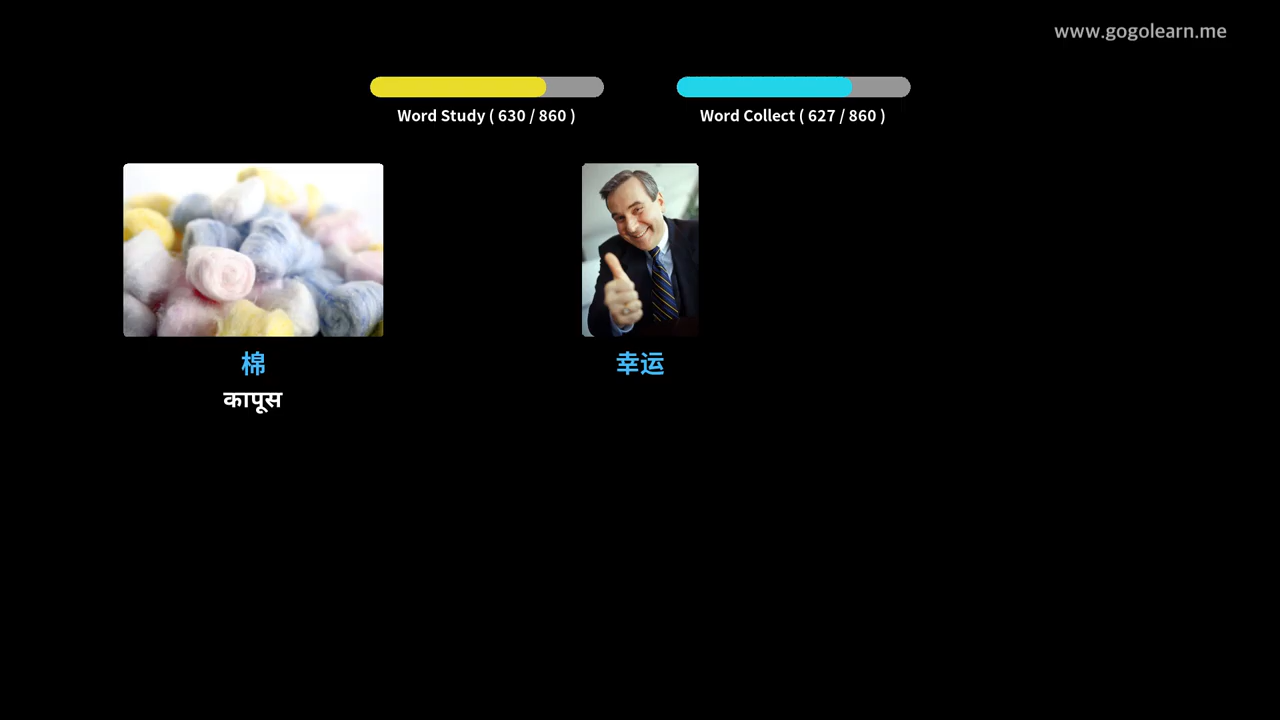 www.gogolearn.me
Word Study ( 630 / 860 )
Word Collect ( 627 / 860 )
棉
कापूस
幸运